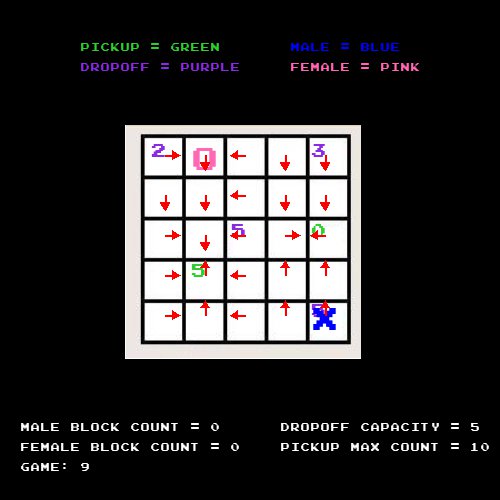 PICKUP = GREEN MALE = BLUE
DROPOFF = PURPLE FEMALE = PINK
2 O 3
5 0
5
5 X
MALE BLOCK COUNT = 0 DROPOFF CAPACITY = 5
FEMALE BLOCK COUNT = 0 PICKUP MAX COUNT = 10
GAME: 9